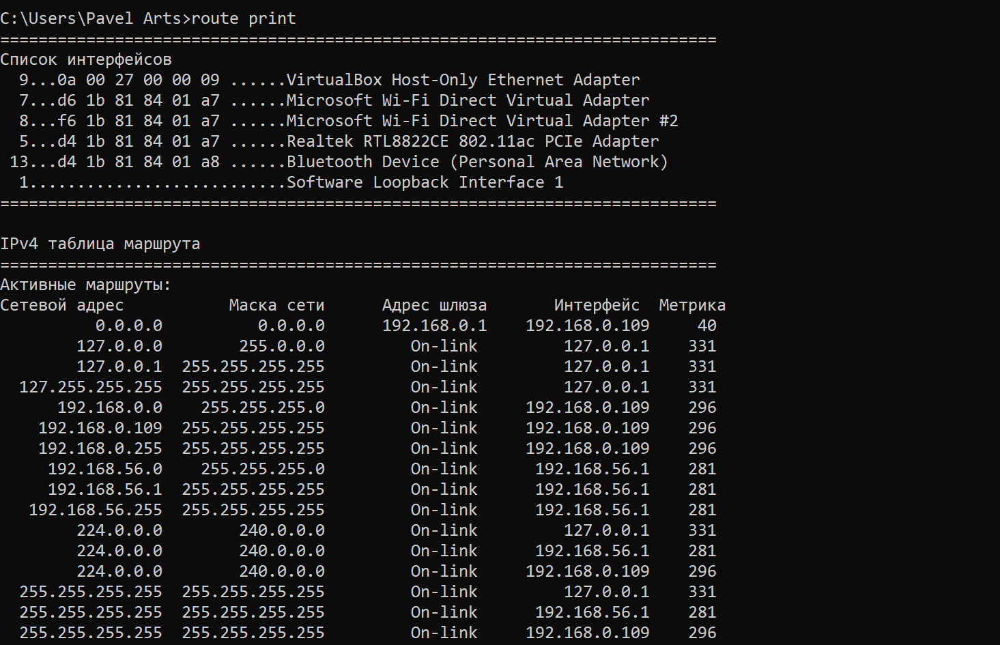 C:\Users\Pavel Arts>route print
===========================================================================
Список интерфейсов
  9...0a 00 27 00 00 09 ......VirtualBox Host-Only Ethernet Adapter
  7...d6 1b 81 84 01 a7 ......Microsoft Wi-Fi Direct Virtual Adapter
  8...f6 1b 81 84 01 a7 ......Microsoft Wi-Fi Direct Virtual Adapter #2
  5...d4 1b 81 84 01 a7 ......Realtek RTL8822CE 802.11ac PCIe Adapter
 13...d4 1b 81 84 01 a8 ......Bluetooth Device (Personal Area Network)
  1...........................Software Loopback Interface 1
===========================================================================
IPv4 таблица маршрута
===========================================================================
Активные маршруты:
Сетевой адрес           Маска сети      Адрес шлюза       Интерфейс  Метрика
          0.0.0.0          0.0.0.0      192.168.0.1    192.168.0.109     40
        127.0.0.0        255.0.0.0         On-link         127.0.0.1    331
        127.0.0.1  255.255.255.255         On-link         127.0.0.1    331
  127.255.255.255  255.255.255.255         On-link         127.0.0.1    331
      192.168.0.0    255.255.255.0         On-link     192.168.0.109    296
    192.168.0.109  255.255.255.255         On-link     192.168.0.109    296
    192.168.0.255  255.255.255.255         On-link     192.168.0.109    296
     192.168.56.0    255.255.255.0         On-link      192.168.56.1    281
     192.168.56.1  255.255.255.255         On-link      192.168.56.1    281
   192.168.56.255  255.255.255.255         On-link      192.168.56.1    281
        224.0.0.0        240.0.0.0         On-link         127.0.0.1    331
        224.0.0.0        240.0.0.0         On-link      192.168.56.1    281
        224.0.0.0        240.0.0.0         On-link     192.168.0.109    296
  255.255.255.255  255.255.255.255         On-link         127.0.0.1    331
  255.255.255.255  255.255.255.255         On-link      192.168.56.1    281
  255.255.255.255  255.255.255.255         On-link     192.168.0.109    296